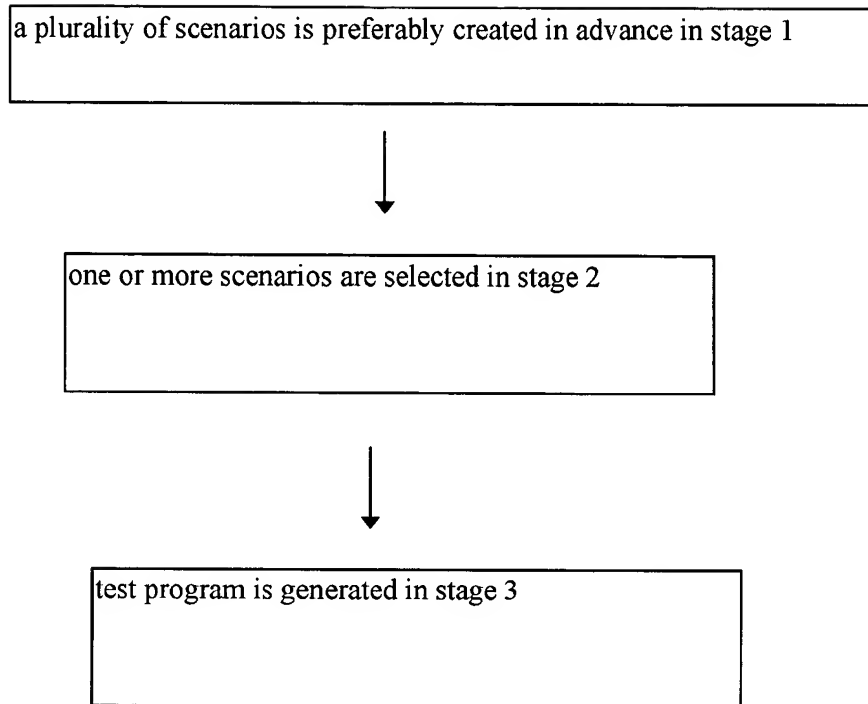 a plurality of scenarios is preferably created in advance in stage 1
one or more scenarios are selected in stage 2
test program is generated in stage 3